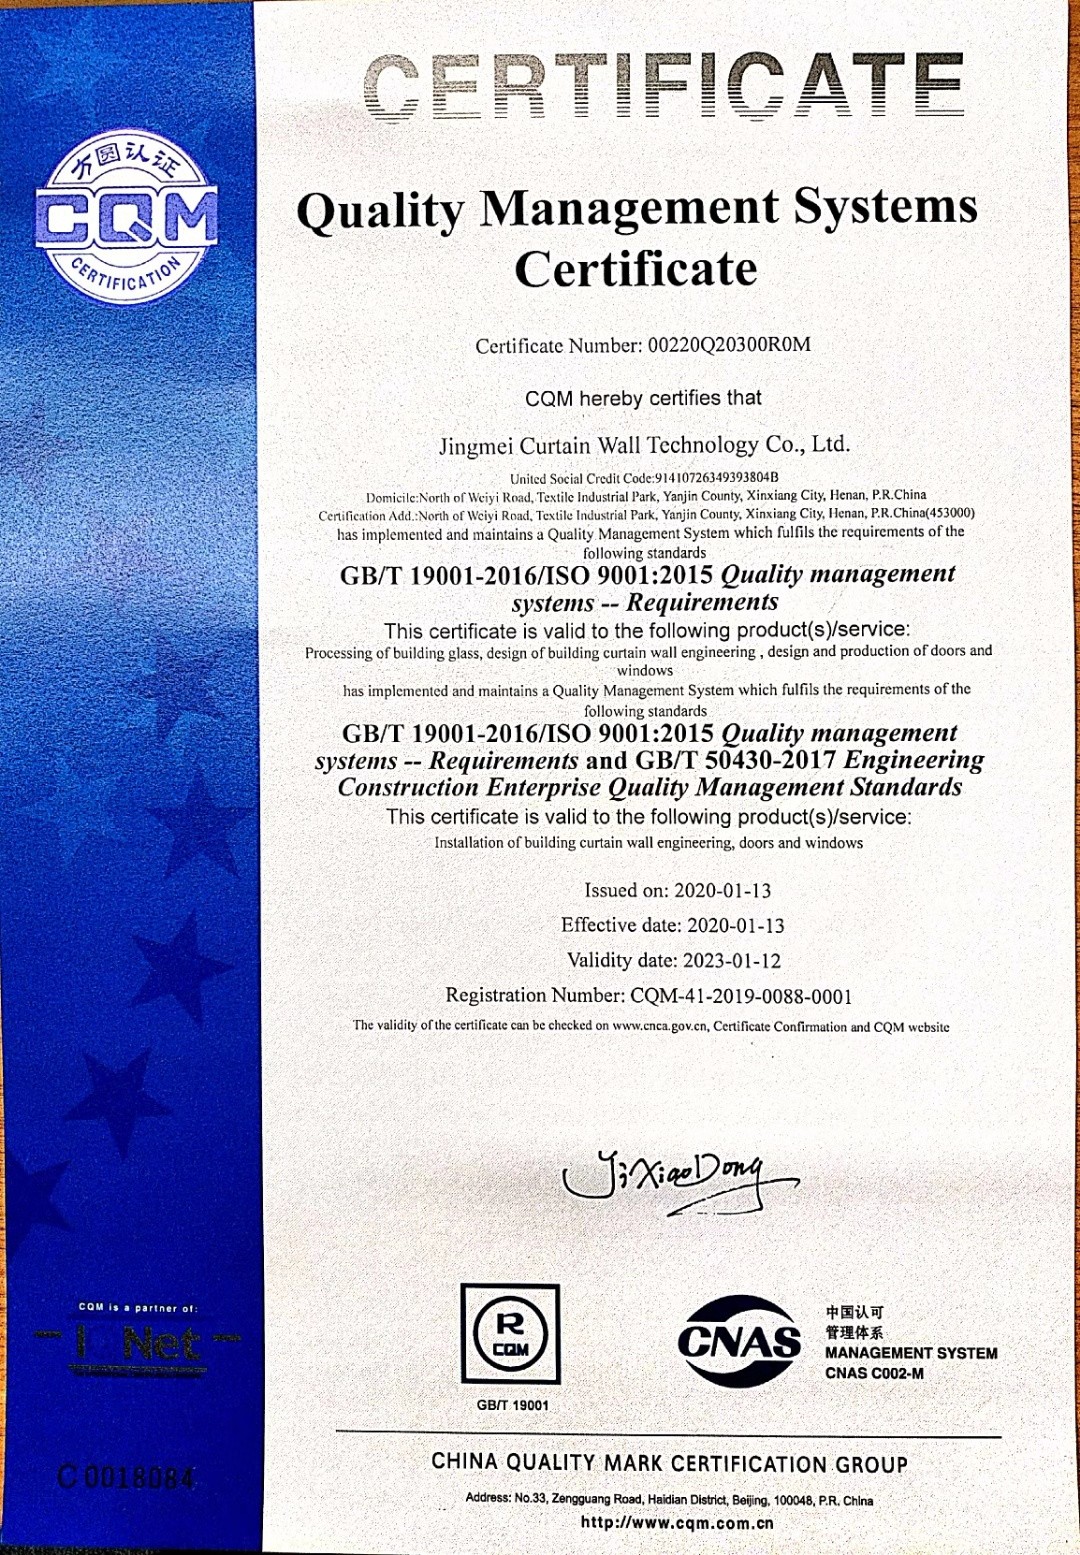 CERTIFICATE
方圆认证
CQM
CERTIFICATION
Quality Management Systems
Certificate
Certificate Number: 00220Q20300R0M
CQM hereby certifies that
Jingmei Curtain Wall Technology Co., Ltd.
United Social Credit Code:91410726349393804B
Domicile:North of Weiyi Road, Textile Industrial Park, Yanjin County, Xinxiang City, Henan, P.R.China
Certification Add.:North of Weiyi Road, Textile Industrial Park, Yanjin County, Xinxiang City, Henan, P.R.China(453000)
has implemented and maintains a Quality Management System which fulfils the requirements of the
following standards
GB/T 19001-2016/ISO 9001:2015 Quality management
systems -- Requirements
This certificate is valid to the following product(s)/service:
Processing of building glass, design of building curtain wall engineering , design and production of doors and
windows
has implemented and maintains a Quality Management System which fulfils the requirements of the
following standards
GB/T 19001-2016/ISO 9001:2015 Quality management
systems -- Requirements and GB/T 50430-2017 Engineering
Construction Enterprise Quality Management Standards
This certificate is valid to the following product(s)/service:
Installation of building curtain wall engineering, doors and windows
Issued on: 2020-01-13
Effective date: 2020-01-13
Validity date: 2023-01-12
Registration Number: CQM-41-2019-0088-0001
The validity of the certificate can be checked on www.cnca.gov.cn, Certificate Confirmation and CQM website
Ji XiaoDong
CQM is a partner of:
Net
R
CQM
GB/T 19001
CNAS
中国认可
管理体系
MANAGEMENT SYSTEM
CNAS C002-M
C 0018084
CHINA QUALITY MARK CERTIFICATION GROUP
Address: No.33, Zengguang Road, Haidian District, Beijing, 100048, P.R. China
http://www.cqm.com.cn